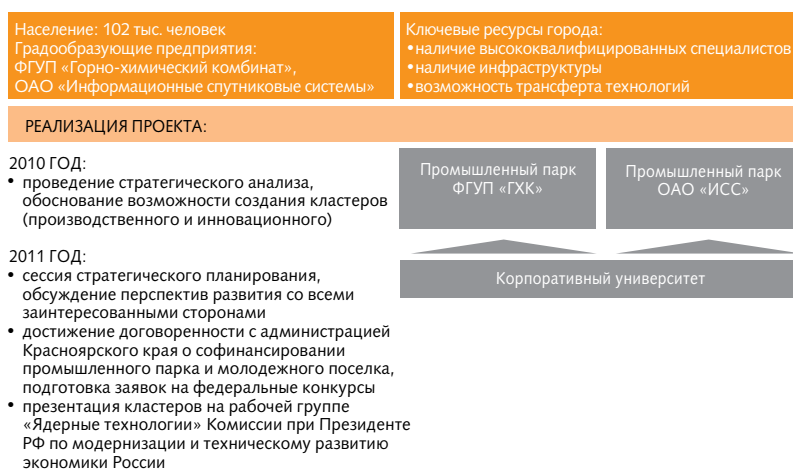 Население: 102 тыс. человек
Градообразующие предприятия:
ФГУП «Горно-химический комбинат»,
ОАО «Информационные спутниковые системы»
Ключевые ресурсы города:
•наличие высококвалифицированных специалистов
•наличие инфраструктуры
•возможность трансферта технологий
РЕАЛИЗАЦИЯ ПРОЕКТА:
2010 ГОД:
• проведение стратегического анализа,
обоснование возможности создания кластеров
(производственного и инновационного)
2011 ГОД:
• сессия стратегического планирования,
обсуждение перспектив развития со всеми
заинтересованными сторонами
• достижение договоренности с администрацией
Красноярского края о софинансировании
промышленного парка и молодежного поселка,
подготовка заявок на федеральные конкурсы
• презентация кластеров на рабочей группе
«Ядерные технологии» Комиссии при Президенте
РФ по модернизации и техническому развитию
экономики России
Промышленный парк
ФГУП «ГХК»
Промышленный парк
ОАО «ИСС»
Корпоративный университет